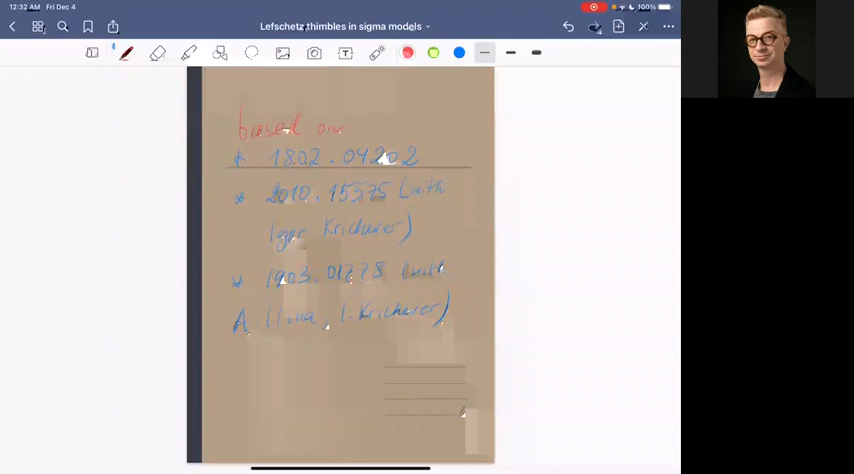 12:32 AM Fri Dec 4
100%
Lefschetz thimbles in sigma models
based on
* 1802.04202
* 2010.15575 (with
Igor Krichever)
* 1903.01778 (with
A. Ilina, I. Krichever)